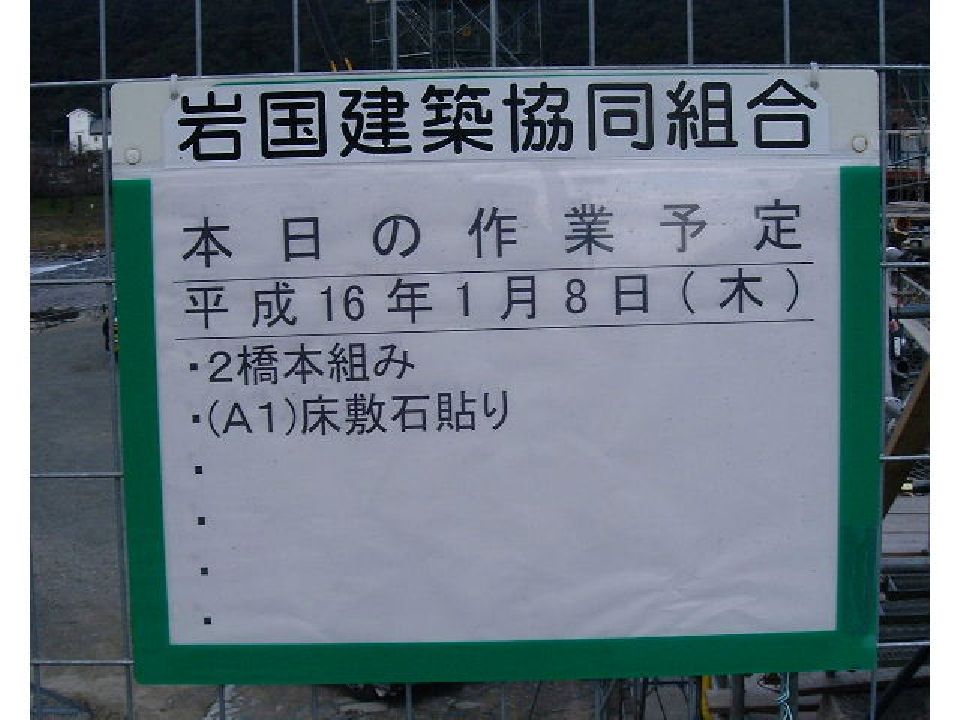 岩国建築協同組合
本日の作業予定
平成16年1月8日(木)
・2橋本組み
・(A1)床敷石貼り
・
・
・
・